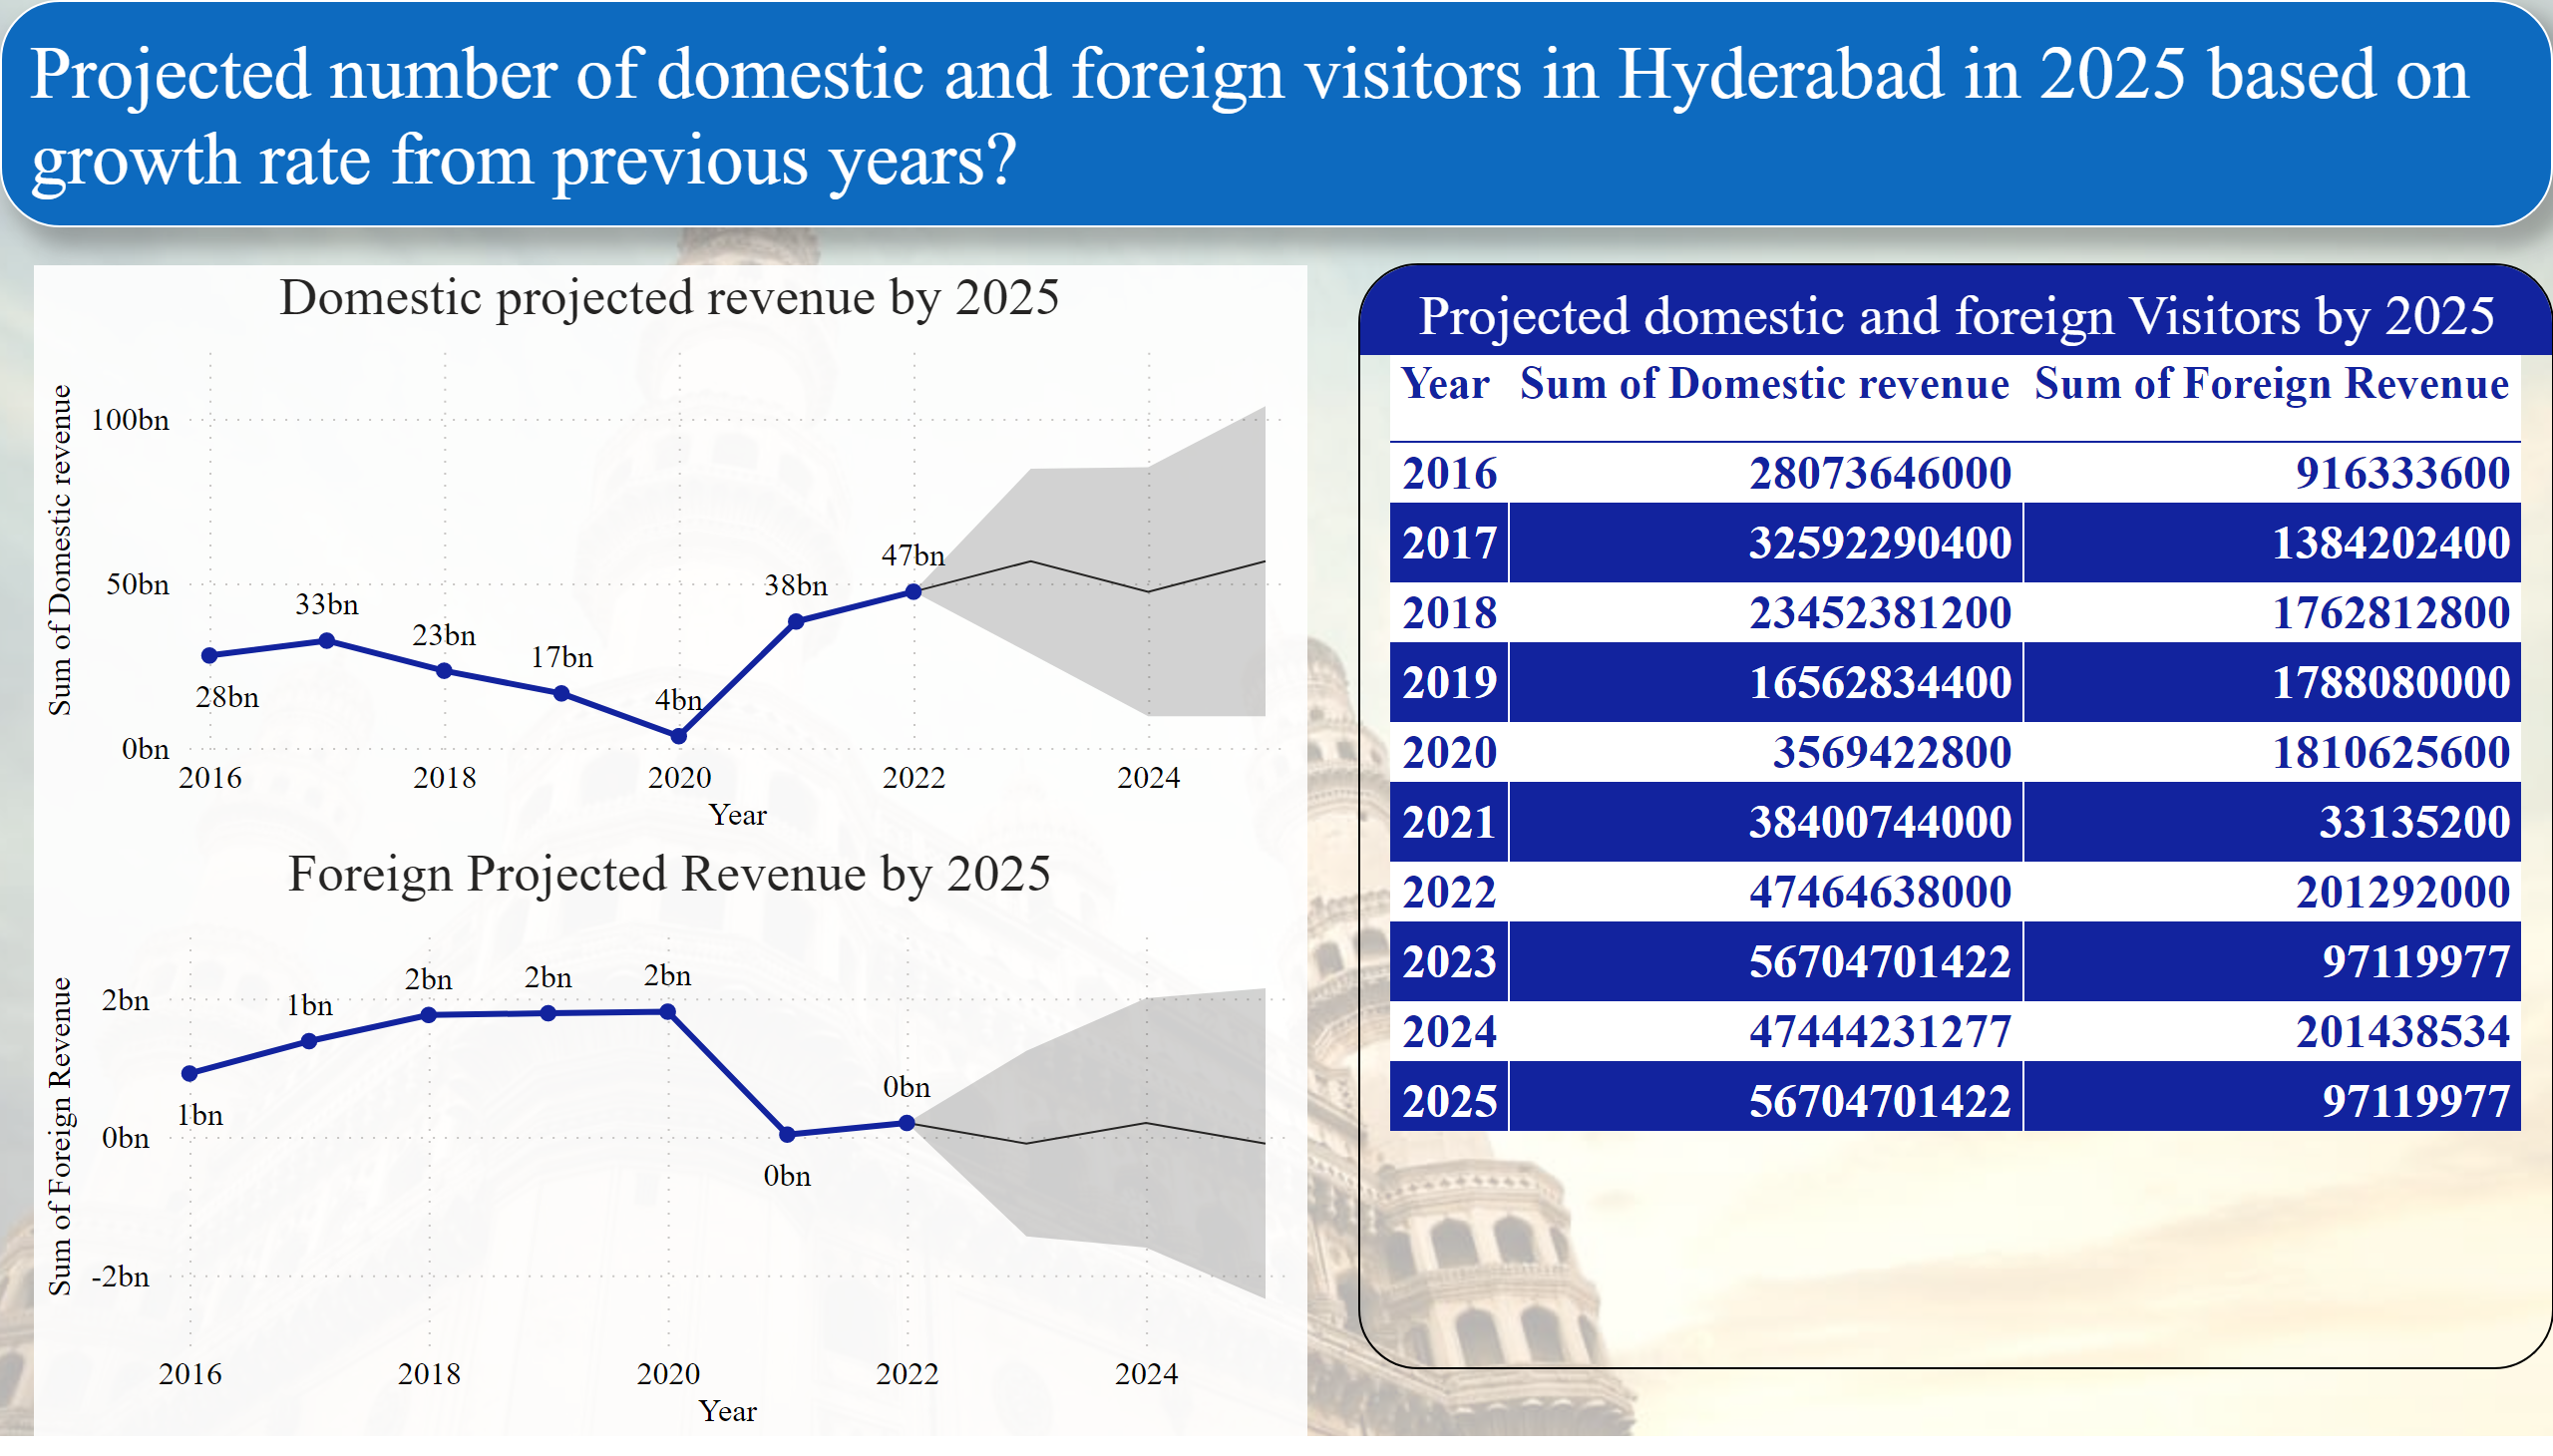 Projected number of domestic and foreign visitors in Hyderabad in 2025 based on
growth rate from previous years?
Domestic projected revenue by 2025
Sum of Domestic revenue
100bn
50bn
0bn
28bn
33bn
23bn
17bn
4bn
38bn
47bn
2016
2018
2020
2022
2024
Year
Foreign Projected Revenue by 2025
Sum of Foreign Revenue
2bn
0bn
-2bn
1bn
1bn
2bn
2bn
2bn
0bn
0bn
2016
2018
2020
2022
2024
Year
Projected domestic and foreign Visitors by 2025
Year Sum of Domestic revenue Sum of Foreign Revenue
2016 28073646000 916333600
2017 32592290400 1384202400
2018 23452381200 1762812800
2019 16562834400 1788080000
2020 3569422800 1810625600
2021 38400744000 33135200
2022 47464638000 201292000
2023 56704701422 97119977
2024 47444231277 201438534
2025 56704701422 97119977